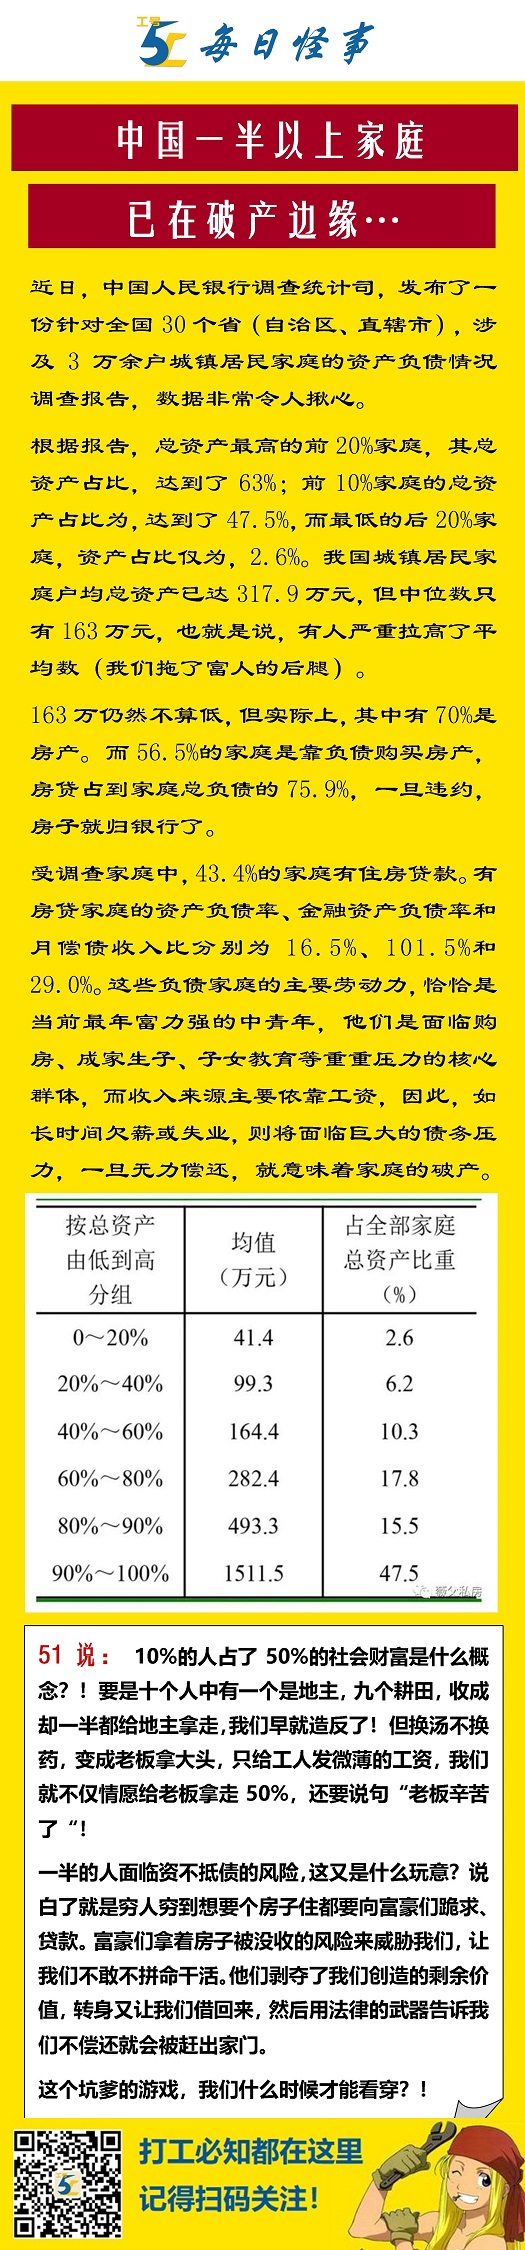 工号
51
每日怪事
中国一半以上家庭
已在破产边缘…
近日，中国人民银行调查统计司，发布了一
份针对全国 30 个省（自治区、直辖市），涉
及 3 万余户城镇居民家庭的资产负债情况
调查报告，数据非常令人揪心。
根据报告，总资产最高的前 20%家庭，其总
资产占比，达到了 63%；前 10%家庭的总资
产占比为，达到了 47.5%，而最低的后 20%家
庭，资产占比仅为，2.6%。我国城镇居民家
庭户均总资产已达 317.9 万元，但中位数只
有 163 万元，也就是说，有人严重拉高了平
均数（我们拖了富人的后腿）。
163 万仍然不算低，但实际上，其中有 70%是
房产。而 56.5%的家庭是靠负债购买房产，
房贷占到家庭总负债的 75.9%，一旦违约，
房子就归银行了。
受调查家庭中，43.4%的家庭有住房贷款。有
房贷家庭的资产负债率、金融资产负债率和
月偿债收入比分别为 16.5%、101.5%和
29.0%。这些负债家庭的主要劳动力，恰恰是
当前最年富力强的中青年，他们是面临购
房、成家生子、子女教育等重重压力的核心
群体，而收入来源主要依靠工资，因此，如
长时间欠薪或失业，则将面临巨大的债务压
力，一旦无力偿还，就意味着家庭的破产。
按总资产
由低到高
分组
均值
（万元）
占全部家庭
总资产比重
（%）
0～20% 41.4 2.6
20%～40% 99.3 6.2
40%～60% 164.4 10.3
60%～80% 282.4 17.8
80%～90% 493.3 15.5
90%～100% 1511.5 47.5
薇父私房
51 说： 10%的人占了 50%的社会财富是什么概
念？！要是十个人中有一个是地主，九个耕田，收成
却一半都给地主拿走，我们早就造反了！但换汤不换
药，变成老板拿大头，只给工人发微薄的工资，我们
就不仅情愿给老板拿走 50%，还要说句“老板辛苦
了“！
一半的人面临资不抵债的风险，这又是什么玩意？说
白了就是穷人穷到想要个房子住都要向富豪们跪求、
贷款。富豪们拿着房子被没收的风险来威胁我们，让
我们不敢不拼命干活。他们剥夺了我们创造的剩余价
值，转身又让我们借回来，然后用法律的武器告诉我
们不偿还就会被赶出家门。
这个坑爹的游戏，我们什么时候才能看穿？！
打工必知都在这里
记得扫码关注！